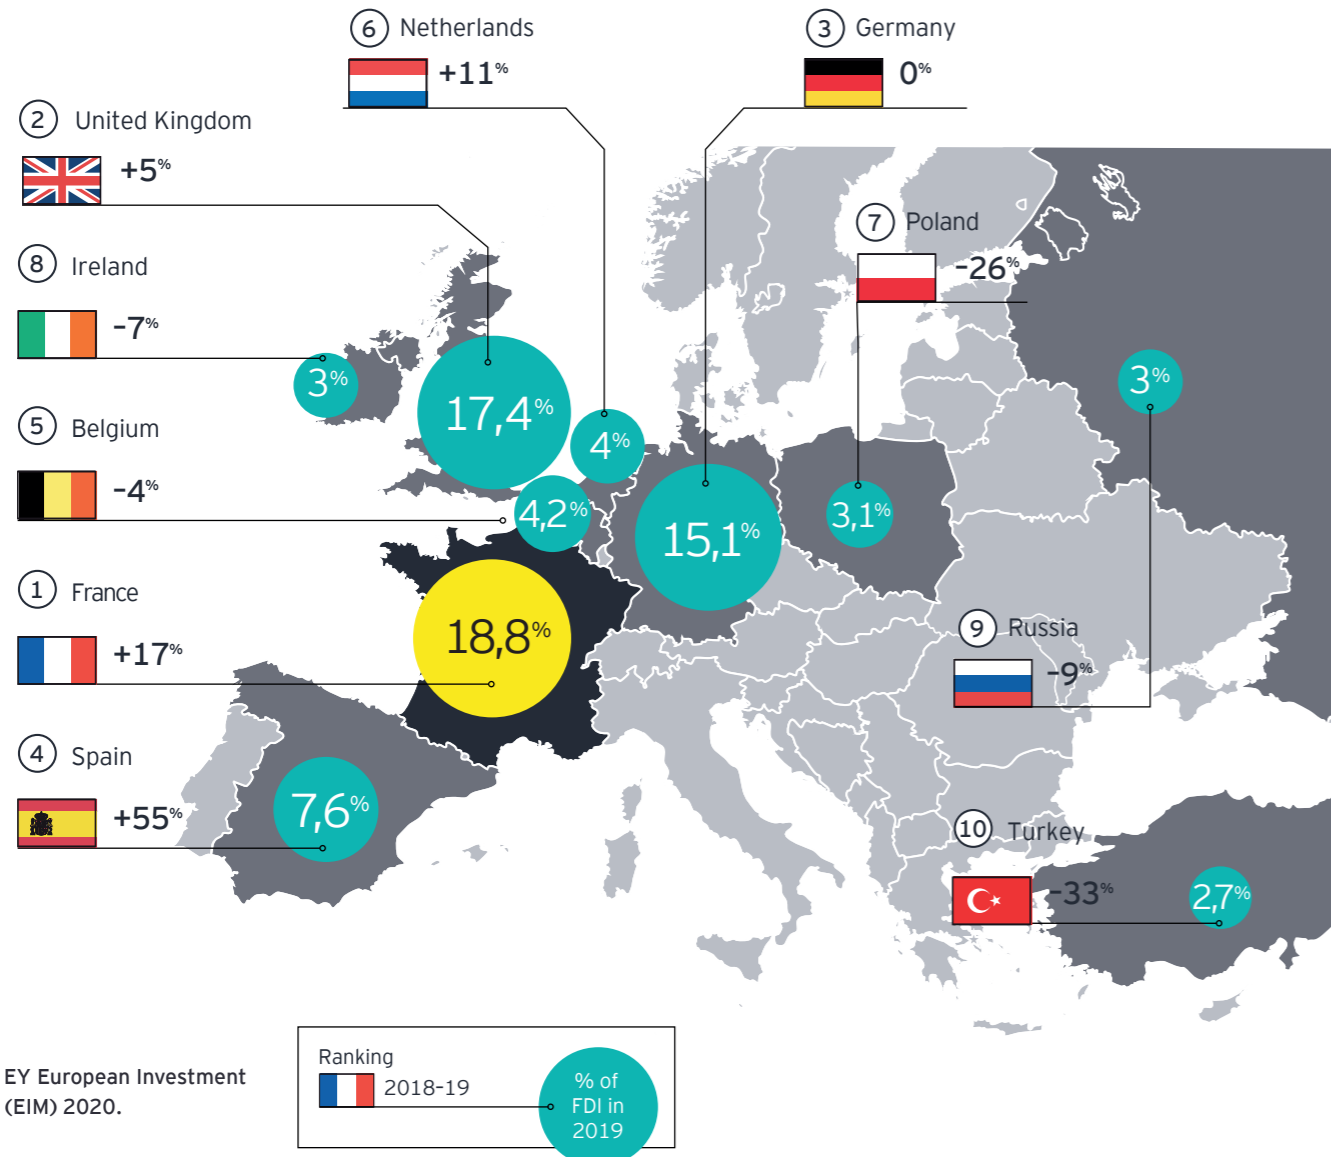 6 Netherlands
+11%
3 Germany
0%
2 United Kingdom
+5%
7 Poland
-26%
8 Ireland
-7%
3%
17,4%
4%
3%
5 Belgium
-4%
4,2%
15,1%
3,1%
1 France
+17%
18,8%
9 Russia
-9%
4 Spain
+55%
7,6%
10 Turkey
-33%
2,7%
EY European Investment
(EIM) 2020.
Ranking
2018-19
% of
FDI in
2019